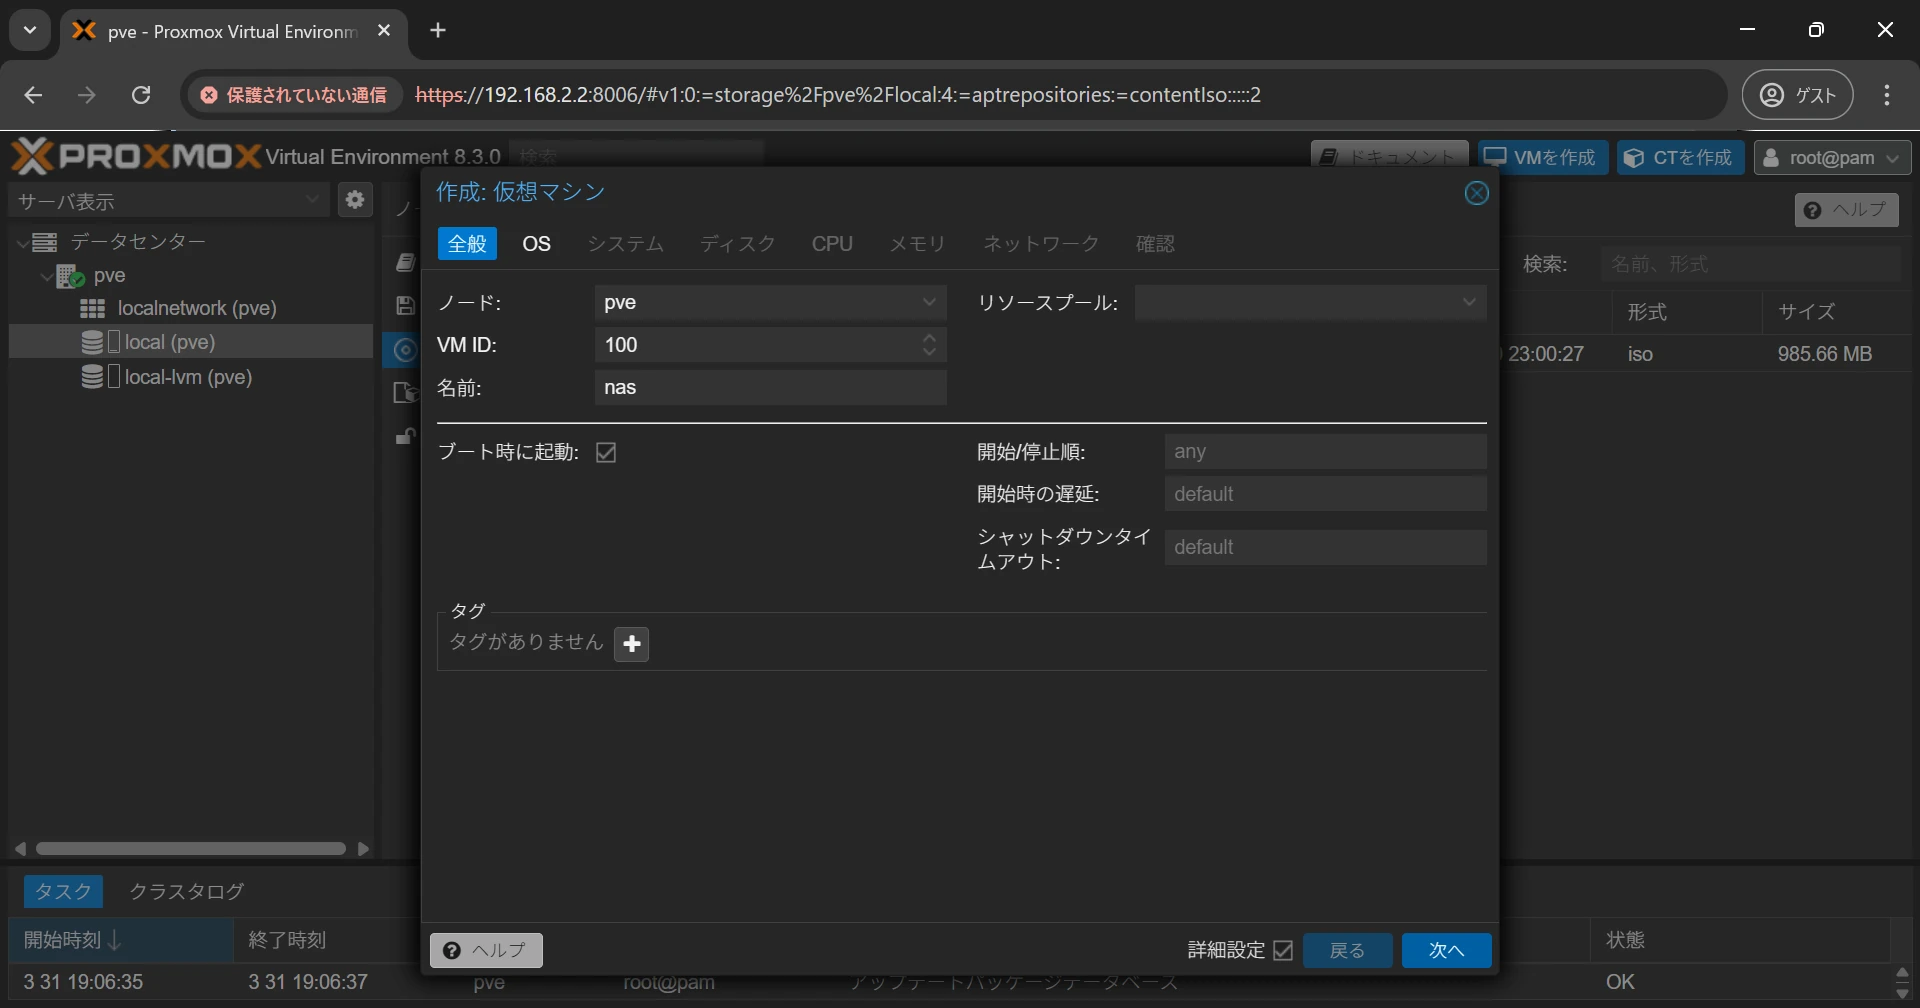 pve - Proxmox Virtual Environm
保護されていない通信 https://192.168.2.2:8006/#v1:0:=storage%2Fpve%2Flocal:4:=aptrepositories:=contentIso:::::2
ゲスト
PROXMOX Virtual Environment 8.3.0 検索
ドキュメント VMを作成 CTを作成 root@pam
サーバ表示
ヘルプ
データセンター
pve
localnetwork (pve)
local (pve)
local-lvm (pve)
作成: 仮想マシン
全般 OS システム ディスク CPU メモリ ネットワーク 確認
ノード: pve リソースプール:
VM ID: 100
名前: nas
ブート時に起動: 開始/停止順: any
開始時の遅延: default
シャットダウンタイ
ムアウト: default
タグ
タグがありません
ヘルプ 詳細設定 戻る 次へ
検索: 名前、形式
形式 サイズ
23:00:27 iso 985.66 MB
タスク クラスタログ
開始時刻 終了時刻 状態
3 31 19:06:35 3 31 19:06:37 pve root@pam アップデートパッケージデータベース OK